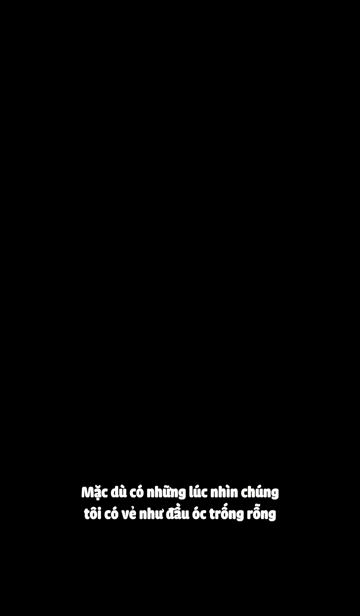 Mặc dù có những lúc nhìn chúng
tôi có vẻ như đầu óc trống rỗng